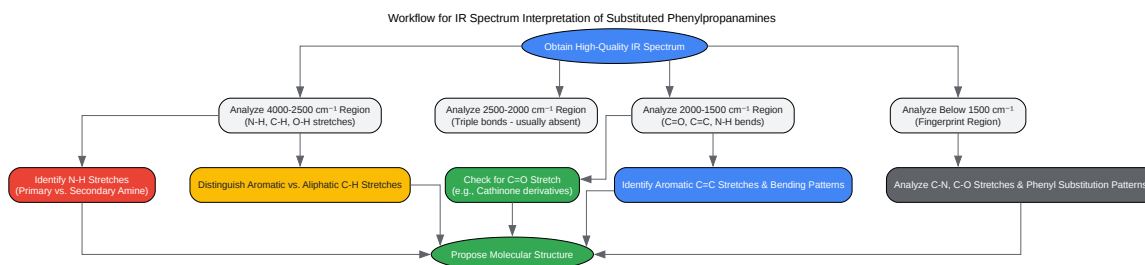 Workflow for IR Spectrum Interpretation of Substituted Phenylpropanamines
Obtain High-Quality IR Spectrum
Analyze 4000-2500 cm⁻¹ Region
(N-H, C-H, O-H stretches)
Analyze 2500-2000 cm⁻¹ Region
(Triple bonds - usually absent)
Analyze 2000-1500 cm⁻¹ Region
(C=O, C=C, N-H bends)
Analyze Below 1500 cm⁻¹
(Fingerprint Region)
Identify N-H Stretches
(Primary vs. Secondary Amine)
Distinguish Aromatic vs. Aliphatic C-H Stretches
Check for C=O Stretch
(e.g., Cathinone derivatives)
Identify Aromatic C=C Stretches & Bending Patterns
Analyze C-N, C-O Stretches & Phenyl Substitution Patterns
Propose Molecular Structure